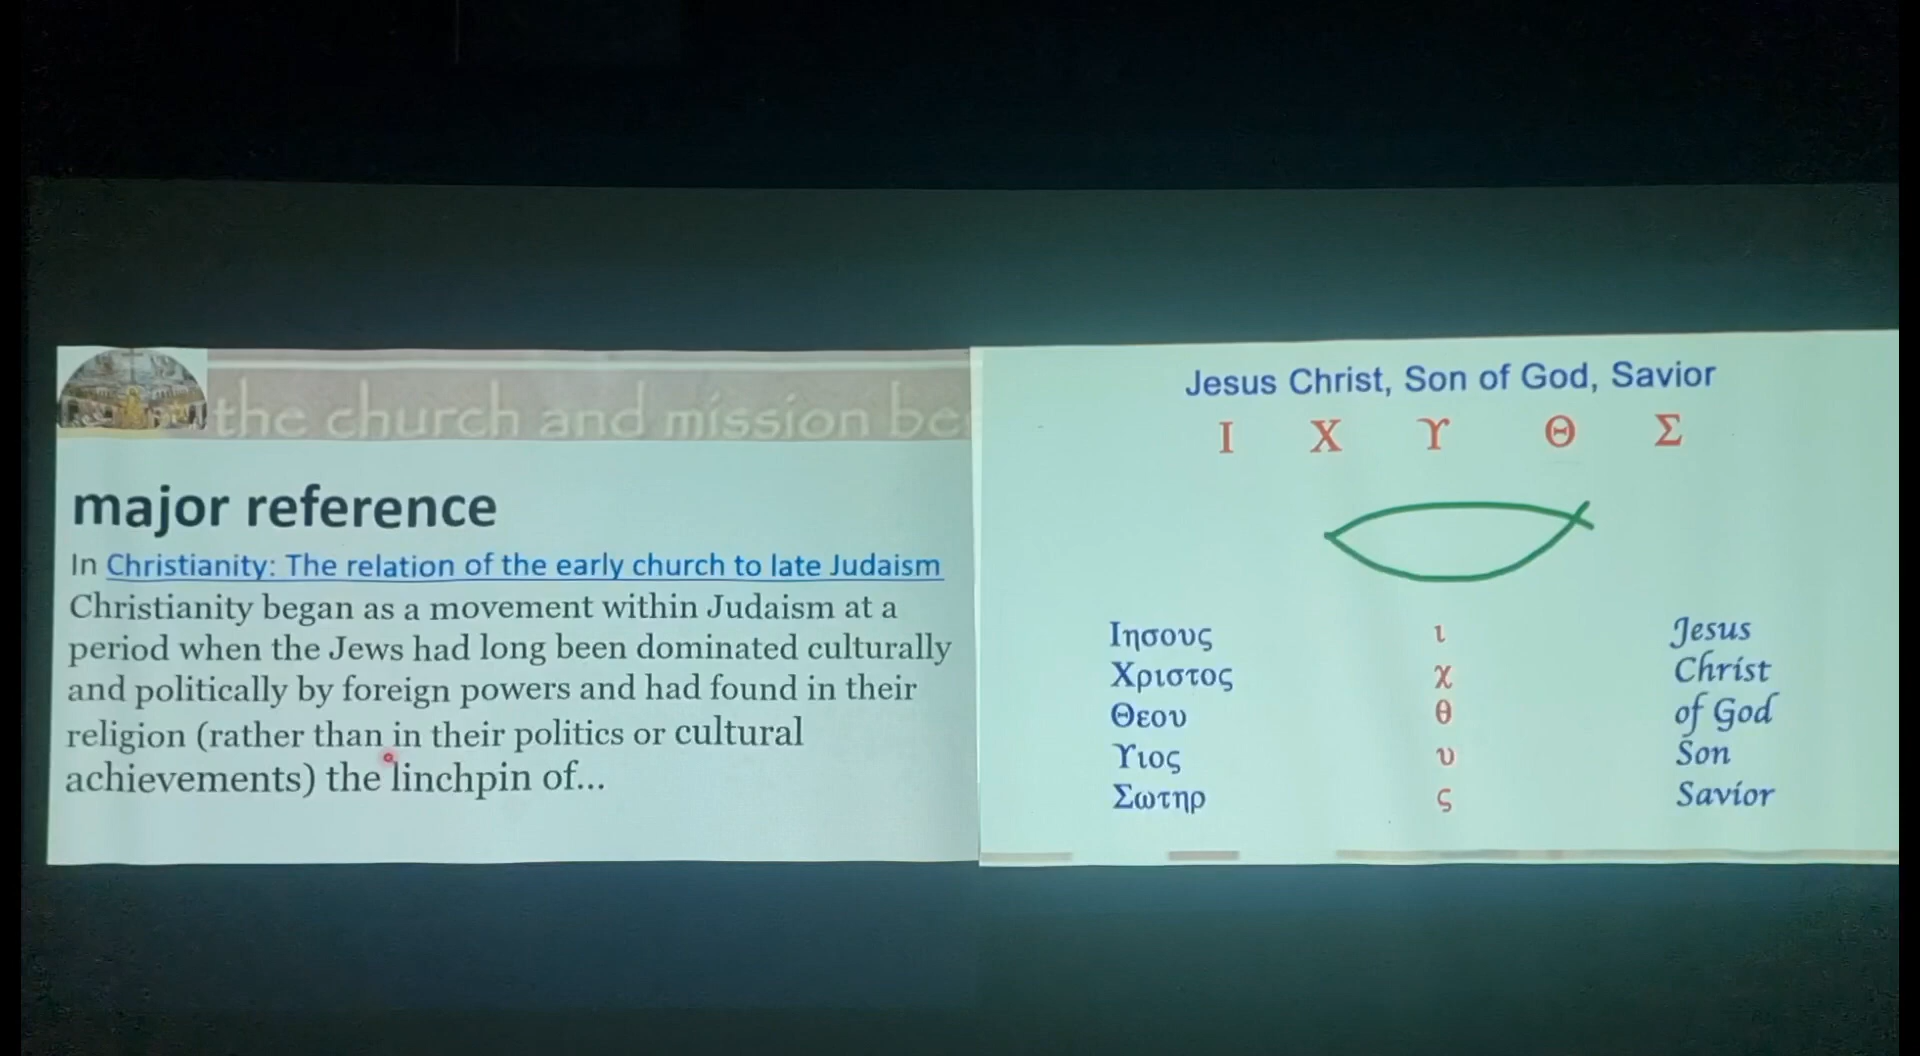 the church and mission be
major reference
In Christianity: The relation of the early church to late Judaism
Christianity began as a movement within Judaism at a
period when the Jews had long been dominated culturally
and politically by foreign powers and had found in their
religion (rather than in their politics or cultural
achievements) the linchpin of...
Jesus Christ, Son of God, Savior
Ι Χ ϒ Θ Σ
Ιησους ι Jesus
Χριστος χ Christ
Θεου θ of God
ϒιος υ Son
Σωτηρ ς Savior